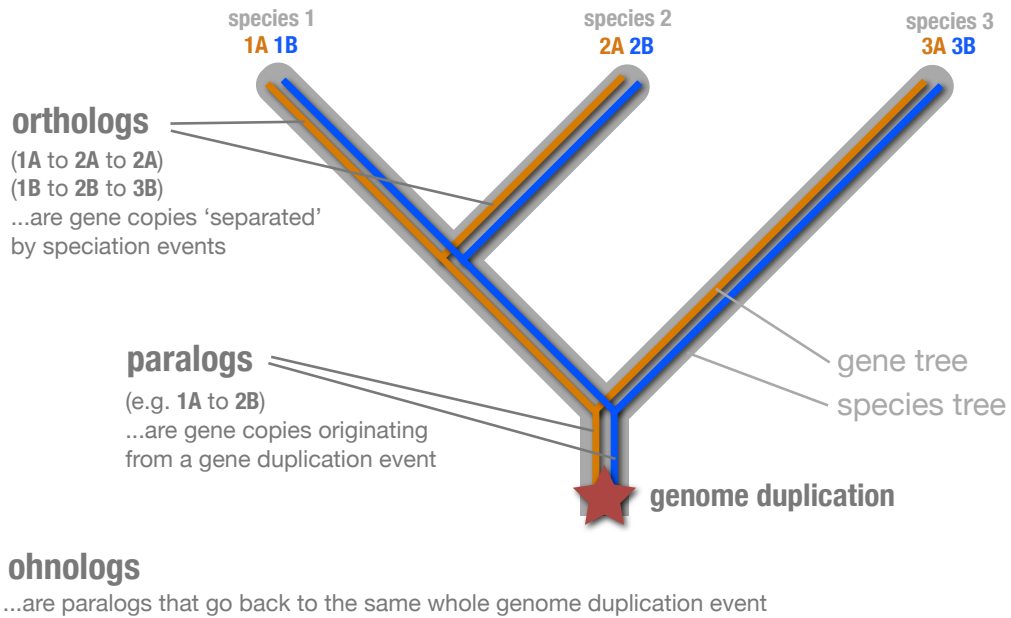 species 1
1A 1B
species 2
2A 2B
species 3
3A 3B
orthologs
(1A to 2A to 2A)
(1B to 2B to 3B)
...are gene copies ‘separated’
by speciation events
paralogs
(e.g. 1A to 2B)
...are gene copies originating
from a gene duplication event
gene tree
species tree
genome duplication
ohnologs
...are paralogs that go back to the same whole genome duplication event